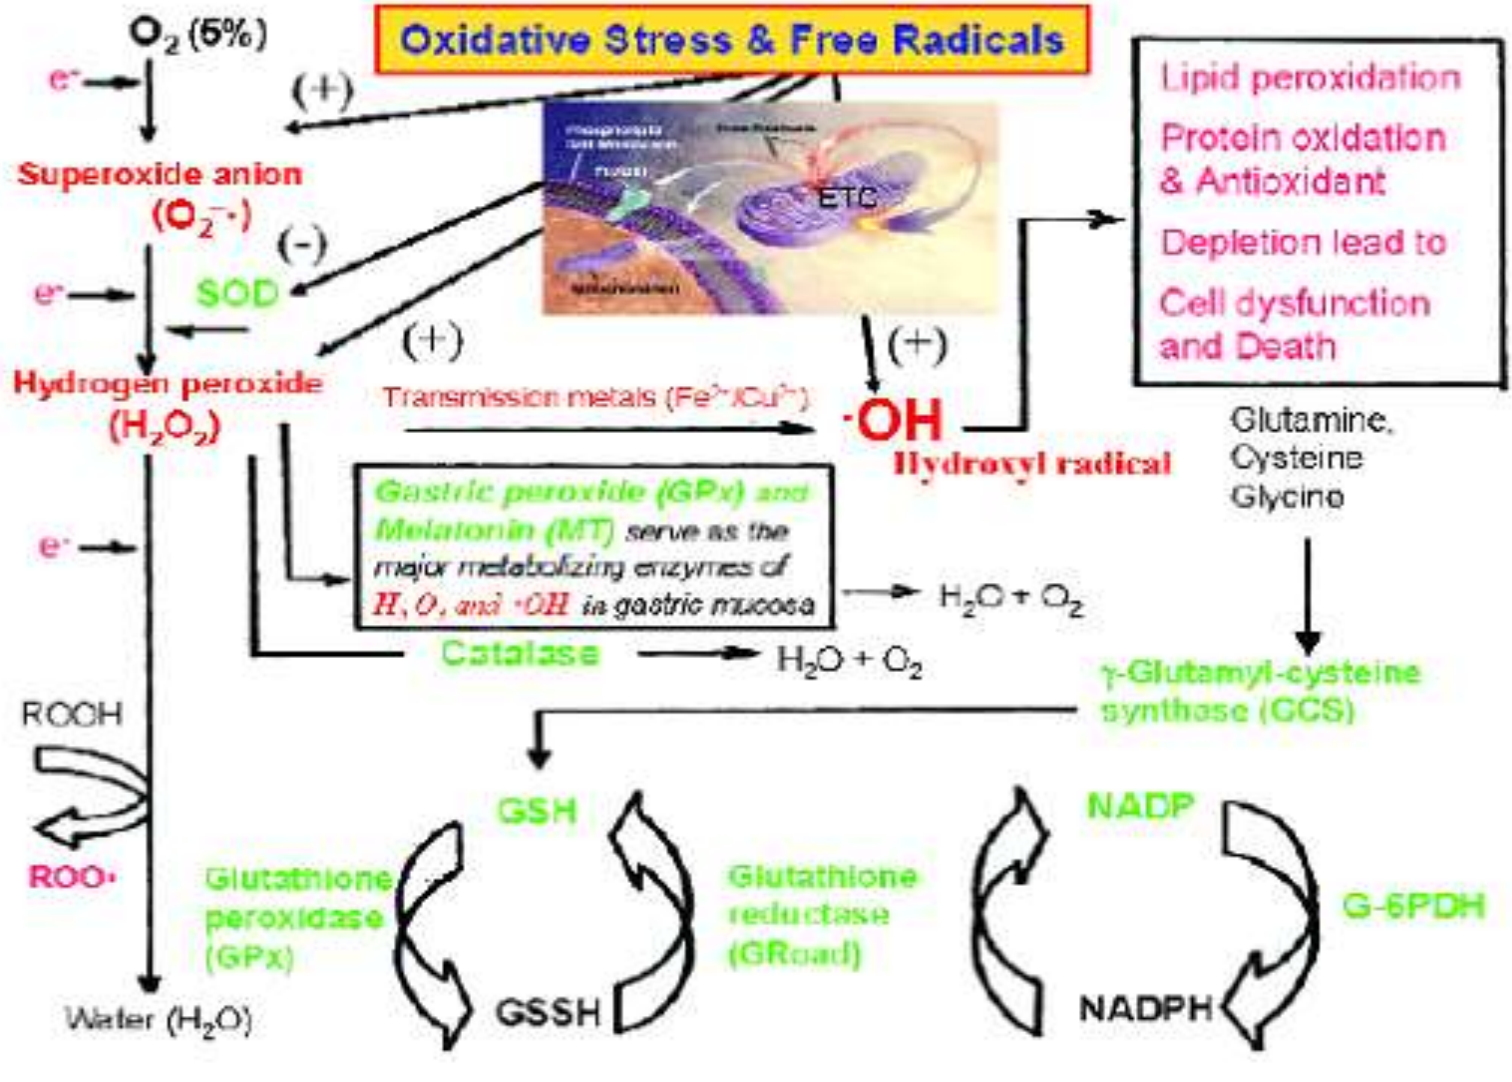 O₂ (5%)
Oxidative Stress & Free Radicals
e⁻
(+)
Superoxide anion
(O₂⁻·)
(-)
e⁻
SOD
(+)
Hydrogen peroxide
(H₂O₂)
ETC
(+)
Transmission metals (Fe²⁺/Cu²⁺)
·OH
Hydroxyl radical
Lipid peroxidation
Protein oxidation
& Antioxidant
Depletion lead to
Cell dysfunction
and Death
Glutamine,
Cysteine
Glycine
e⁻
Gastric peroxide (GPx) and
Melatonin (MT) serve as the
major metabolizing enzymes of
H, O, and ·OH in gastric mucosa
H₂O + O₂
Catalase
H₂O + O₂
γ-Glutamyl-cysteine
synthase (GCS)
ROOH
ROO·
Water (H₂O)
GSH
Glutathione
peroxidase
(GPx)
GSSH
Glutathione
reductase
(GRoad)
NADP
G-6PDH
NADPH